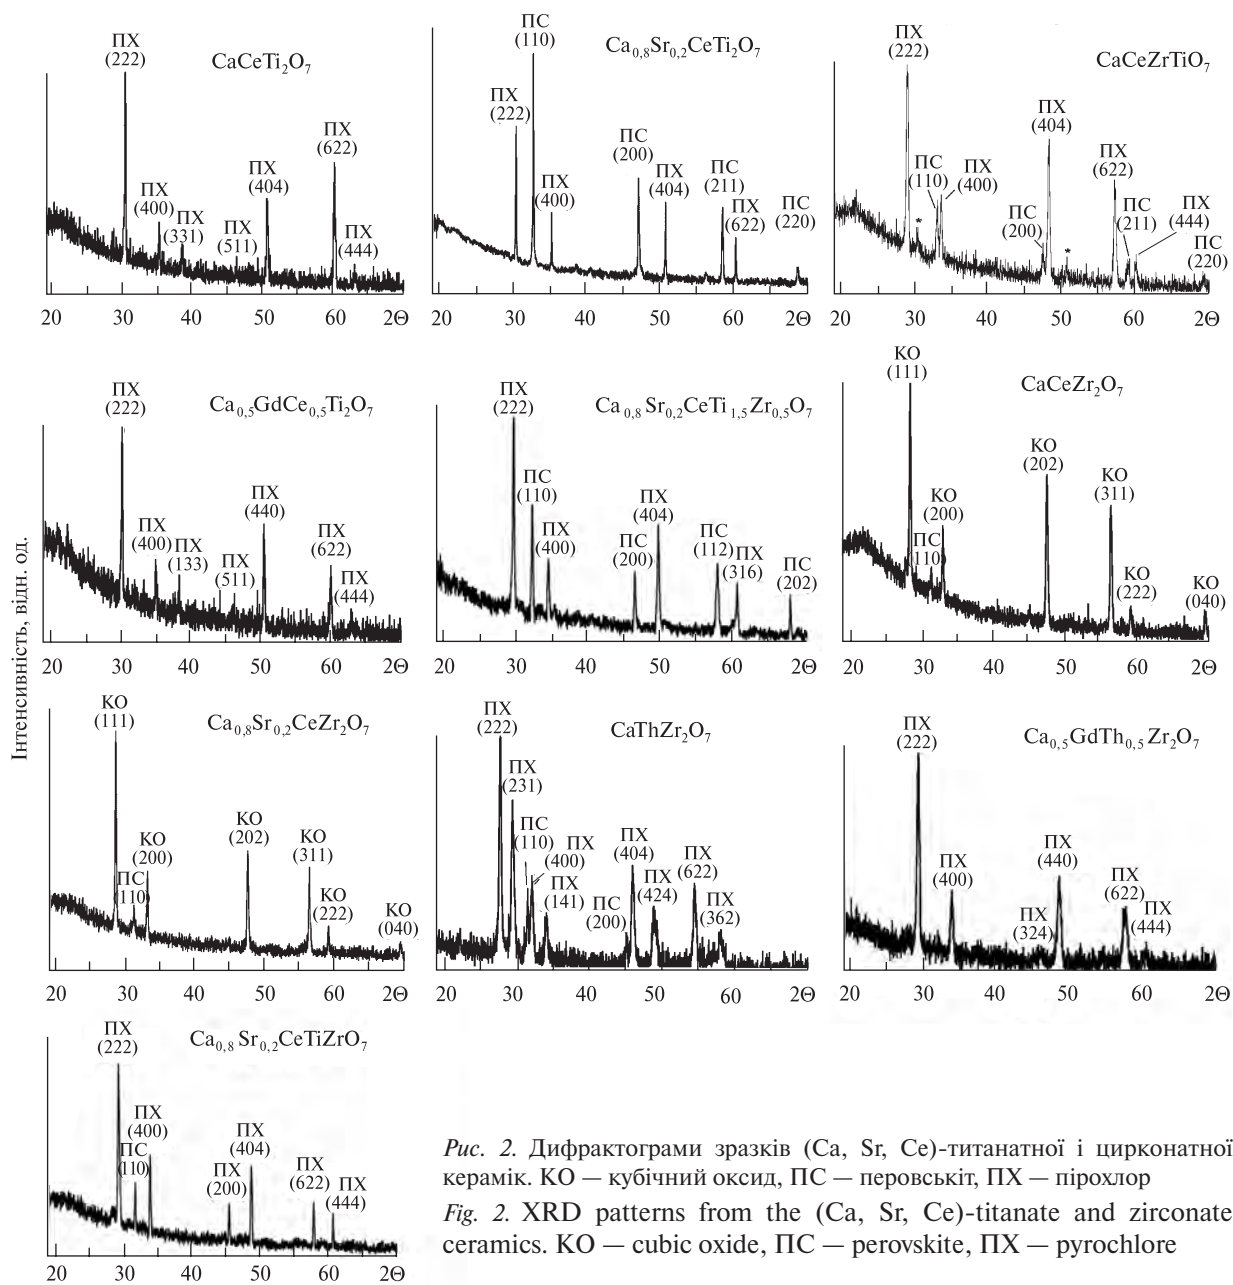 ПХ
(222)
CaCeTi2O7
ПХ
(400)
ПХ
(331)
ПХ
(511)
ПХ
(404)
ПХ
(622)
ПХ
(444)
20 30 40 50 60 2Θ
ПС
(110)
Ca0,8Sr0,2CeTi2O7
ПХ
(222)
ПХ
(400)
ПС
(200)
ПХ
(404)
ПС
(211)
ПХ
(622)
ПС
(220)
20 30 40 50 60 2Θ
ПХ
(222)
CaCeZrTiO7
*
ПС
(110)
ПХ
(400)
ПС
(200)
ПХ
(404)
*
ПХ
(622)
ПС
(211)
ПХ
(444)
ПС
(220)
20 30 40 50 60 2Θ
Інтенсивність, відн. од.
ПХ
(222)
Ca0,5GdCe0,5Ti2O7
ПХ
(400)
ПХ
(133)
ПХ
(511)
ПХ
(440)
ПХ
(622)
ПХ
(444)
20 30 40 50 60 2Θ
ПХ
(222)
Ca0,8 Sr0,2CeTi1,5Zr0,5O7
ПС
(110)
ПХ
(400)
ПС
(200)
ПХ
(404)
ПС
(112)
ПХ
(316)
ПС
(202)
20 30 40 50 60 2Θ
КО
(111)
CaCeZr2O7
ПС
(110)
КО
(200)
КО
(202)
КО
(311)
КО
(222)
КО
(040)
20 30 40 50 60 2Θ
КО
(111)
Ca0,8Sr0,2CeZr2O7
ПС
(110)
КО
(200)
КО
(202)
КО
(311)
КО
(222)
КО
(040)
20 30 40 50 60 2Θ
ПХ
(222)
CaThZr2O7
ПХ
(231)
ПС
(110)
ПХ
(400)
ПХ
(141)
ПС
(200)
ПХ
(404)
ПХ
(424)
ПХ
(622)
ПХ
(362)
20 30 40 50 60 2Θ
ПХ
(222)
Ca0,5GdTh0,5Zr2O7
ПХ
(400)
ПХ
(324)
ПХ
(440)
ПХ
(622)
ПХ
(444)
20 30 40 50 60 2Θ
ПХ
(222)
Ca0,8 Sr0,2CeTiZrO7
ПС
(110)
ПХ
(400)
ПХ
(200)
ПХ
(404)
ПХ
(622)
ПХ
(444)
20 30 40 50 60 2Θ
Рис. 2. Дифрактограми зразків (Ca, Sr, Ce)-титанатної і цирконатної
керамік. КО — кубічний оксид, ПС — перовськіт, ПХ — пірохлор
Fig. 2. XRD patterns from the (Ca, Sr, Ce)-titanate and zirconate
ceramics. КО — cubic oxide, ПС — perovskite, ПХ — pyrochlore